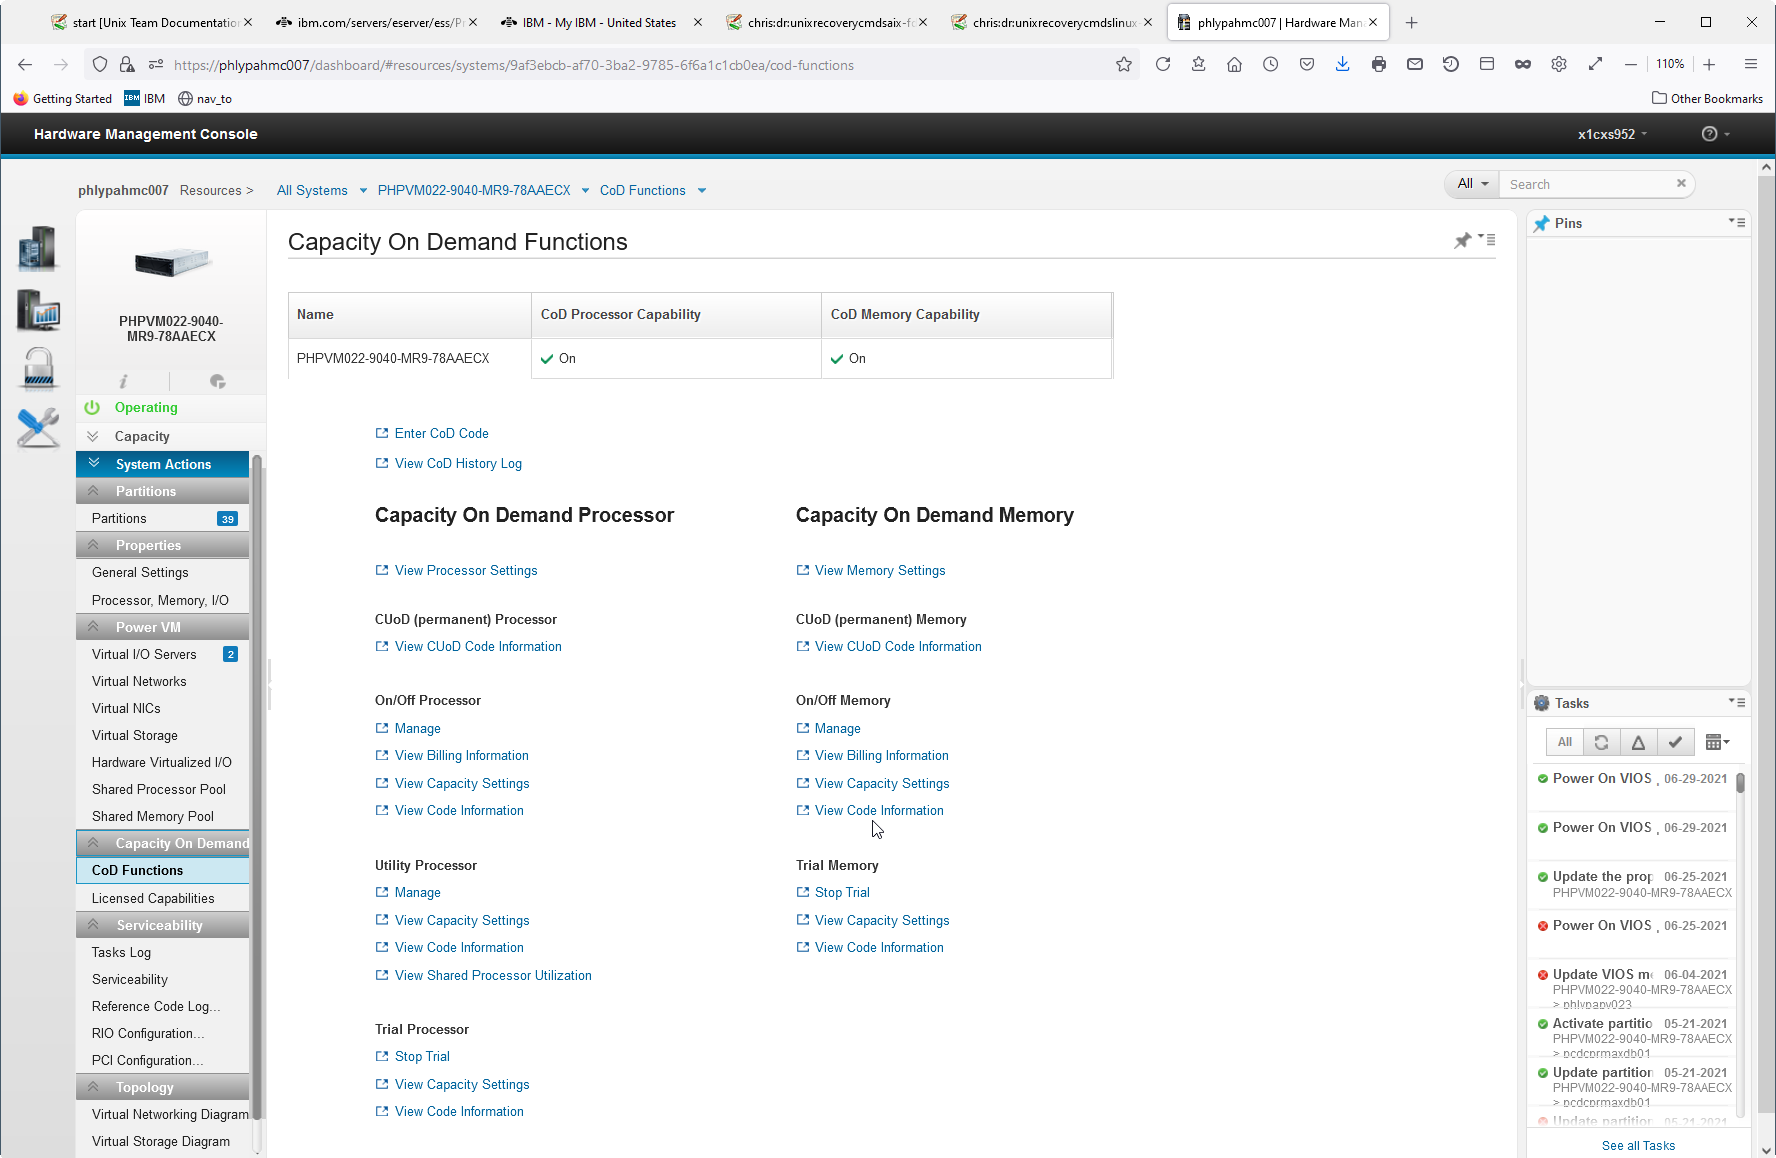 start [Unix Team Documentatio
ibm.com/servers/eserver/ess/P
IBM - My IBM - United States
chris:dr:unixrecoverycmdsaix-fo
chris:dr:unixrecoverycmdslinux
phlypahmc007 | Hardware Man
https://phlypahmc007/dashboard/#resources/systems/9af3ebcb-af70-3ba2-9785-6f6a1c1cb0ea/cod-functions
110%
Getting Started
IBM
IBM
nav_to
Other Bookmarks
Hardware Management Console
x1cxs952
phlypahmc007 Resources > All Systems PHPVM022-9040-MR9-78AAECX CoD Functions
All
Search
PHPVM022-9040-
MR9-78AAECX
Operating
Capacity
System Actions
Partitions
Partitions 39
Properties
General Settings
Processor, Memory, I/O
Power VM
Virtual I/O Servers 2
Virtual Networks
Virtual NICs
Virtual Storage
Hardware Virtualized I/O
Shared Processor Pool
Shared Memory Pool
Capacity On Demand
CoD Functions
Licensed Capabilities
Serviceability
Tasks Log
Serviceability
Reference Code Log...
RIO Configuration...
PCI Configuration...
Topology
Virtual Networking Diagram
Virtual Storage Diagram
Capacity On Demand Functions
Name CoD Processor Capability CoD Memory Capability
PHPVM022-9040-MR9-78AAECX On On
Enter CoD Code
View CoD History Log
Capacity On Demand Processor
View Processor Settings
CUoD (permanent) Processor
View CUoD Code Information
On/Off Processor
Manage
View Billing Information
View Capacity Settings
View Code Information
Utility Processor
Manage
View Capacity Settings
View Code Information
View Shared Processor Utilization
Trial Processor
Stop Trial
View Capacity Settings
View Code Information
Capacity On Demand Memory
View Memory Settings
CUoD (permanent) Memory
View CUoD Code Information
On/Off Memory
Manage
View Billing Information
View Capacity Settings
View Code Information
Trial Memory
Stop Trial
View Capacity Settings
View Code Information
Pins
Tasks
All
Power On VIOS 06-29-2021
Power On VIOS 06-29-2021
Update the prop 06-25-2021
PHPVM022-9040-MR9-78AAECX
Power On VIOS 06-25-2021
Update VIOS me 06-04-2021
PHPVM022-9040-MR9-78AAECX
> phlypapv023
Activate partitio 05-21-2021
PHPVM022-9040-MR9-78AAECX
> pcdcprmaxdb01
Update partition 05-21-2021
PHPVM022-9040-MR9-78AAECX
> pcdcprmaxdb01
Update partition 05-21-2021
See all Tasks